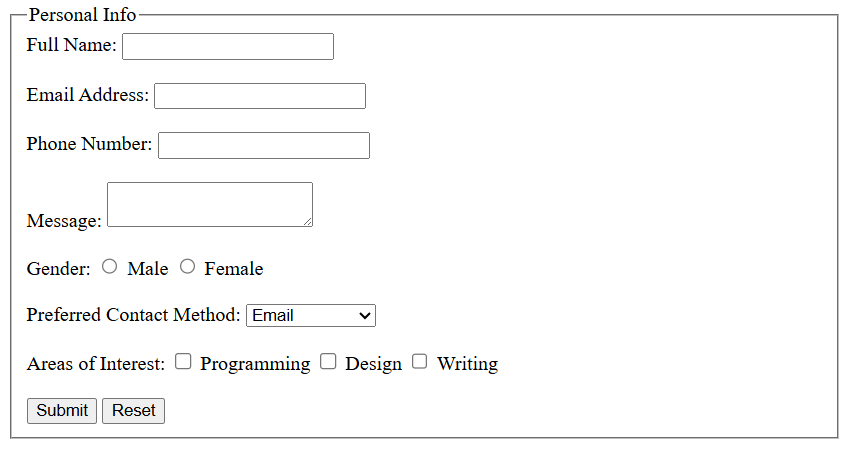 Personal Info
Full Name:
Email Address:
Phone Number:
Message:
Gender: Male Female
Preferred Contact Method: Email
Areas of Interest: Programming Design Writing
Submit Reset